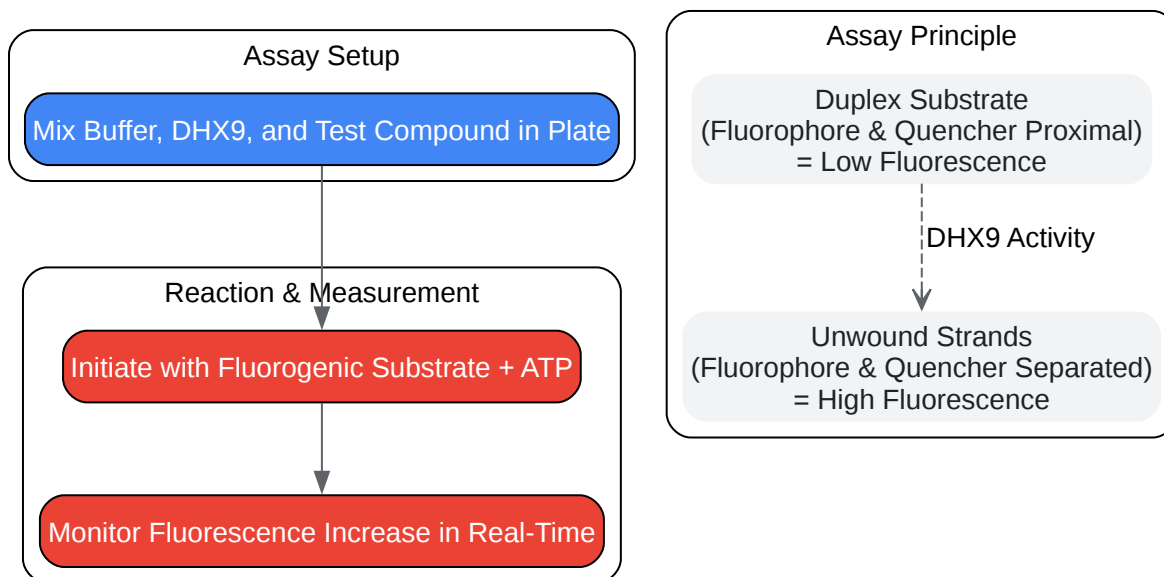 Assay Setup
Mix Buffer, DHX9, and Test Compound in Plate
Reaction & Measurement
Initiate with Fluorogenic Substrate + ATP
Monitor Fluorescence Increase in Real-Time
Assay Principle
Duplex Substrate
(Fluorophore & Quencher Proximal)
= Low Fluorescence
DHX9 Activity
Unwound Strands
(Fluorophore & Quencher Separated)
= High Fluorescence